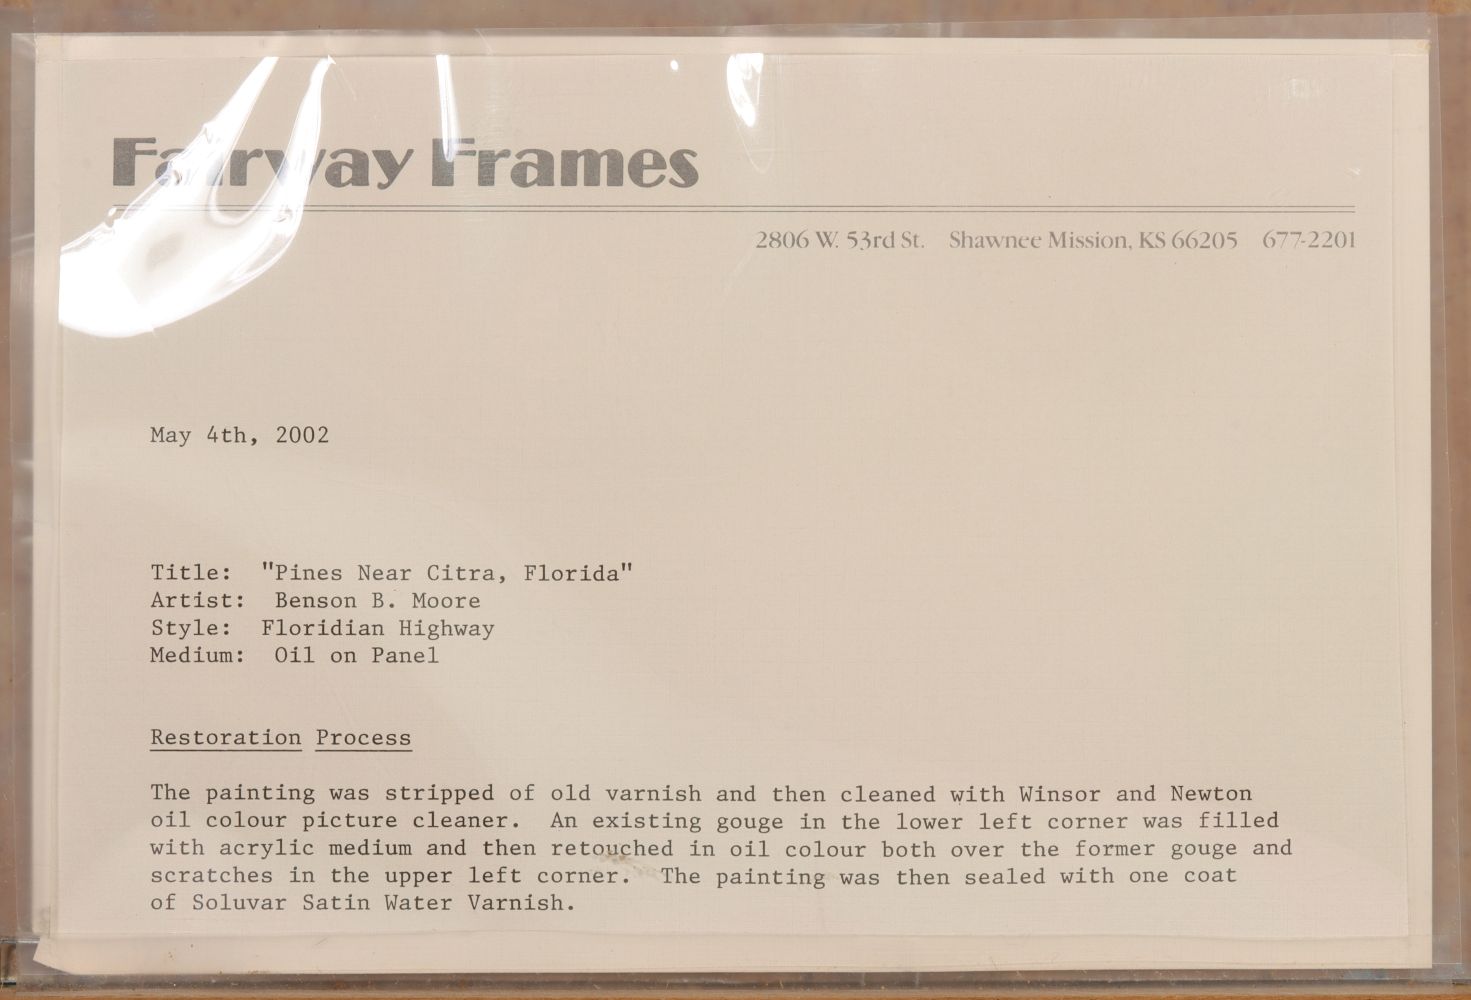 Fairway Frames
2806 W. 53rd St. Shawnee Mission, KS 66205 677-2201
May 4th, 2002
Title: "Pines Near Citra, Florida"
Artist: Benson B. Moore
Style: Floridian Highway
Medium: Oil on Panel
Restoration Process
The painting was stripped of old varnish and then cleaned with Winsor and Newton
oil colour picture cleaner. An existing gouge in the lower left corner was filled
with acrylic medium and then retouched in oil colour both over the former gouge and
scratches in the upper left corner. The painting was then sealed with one coat
of Soluvar Satin Water Varnish.